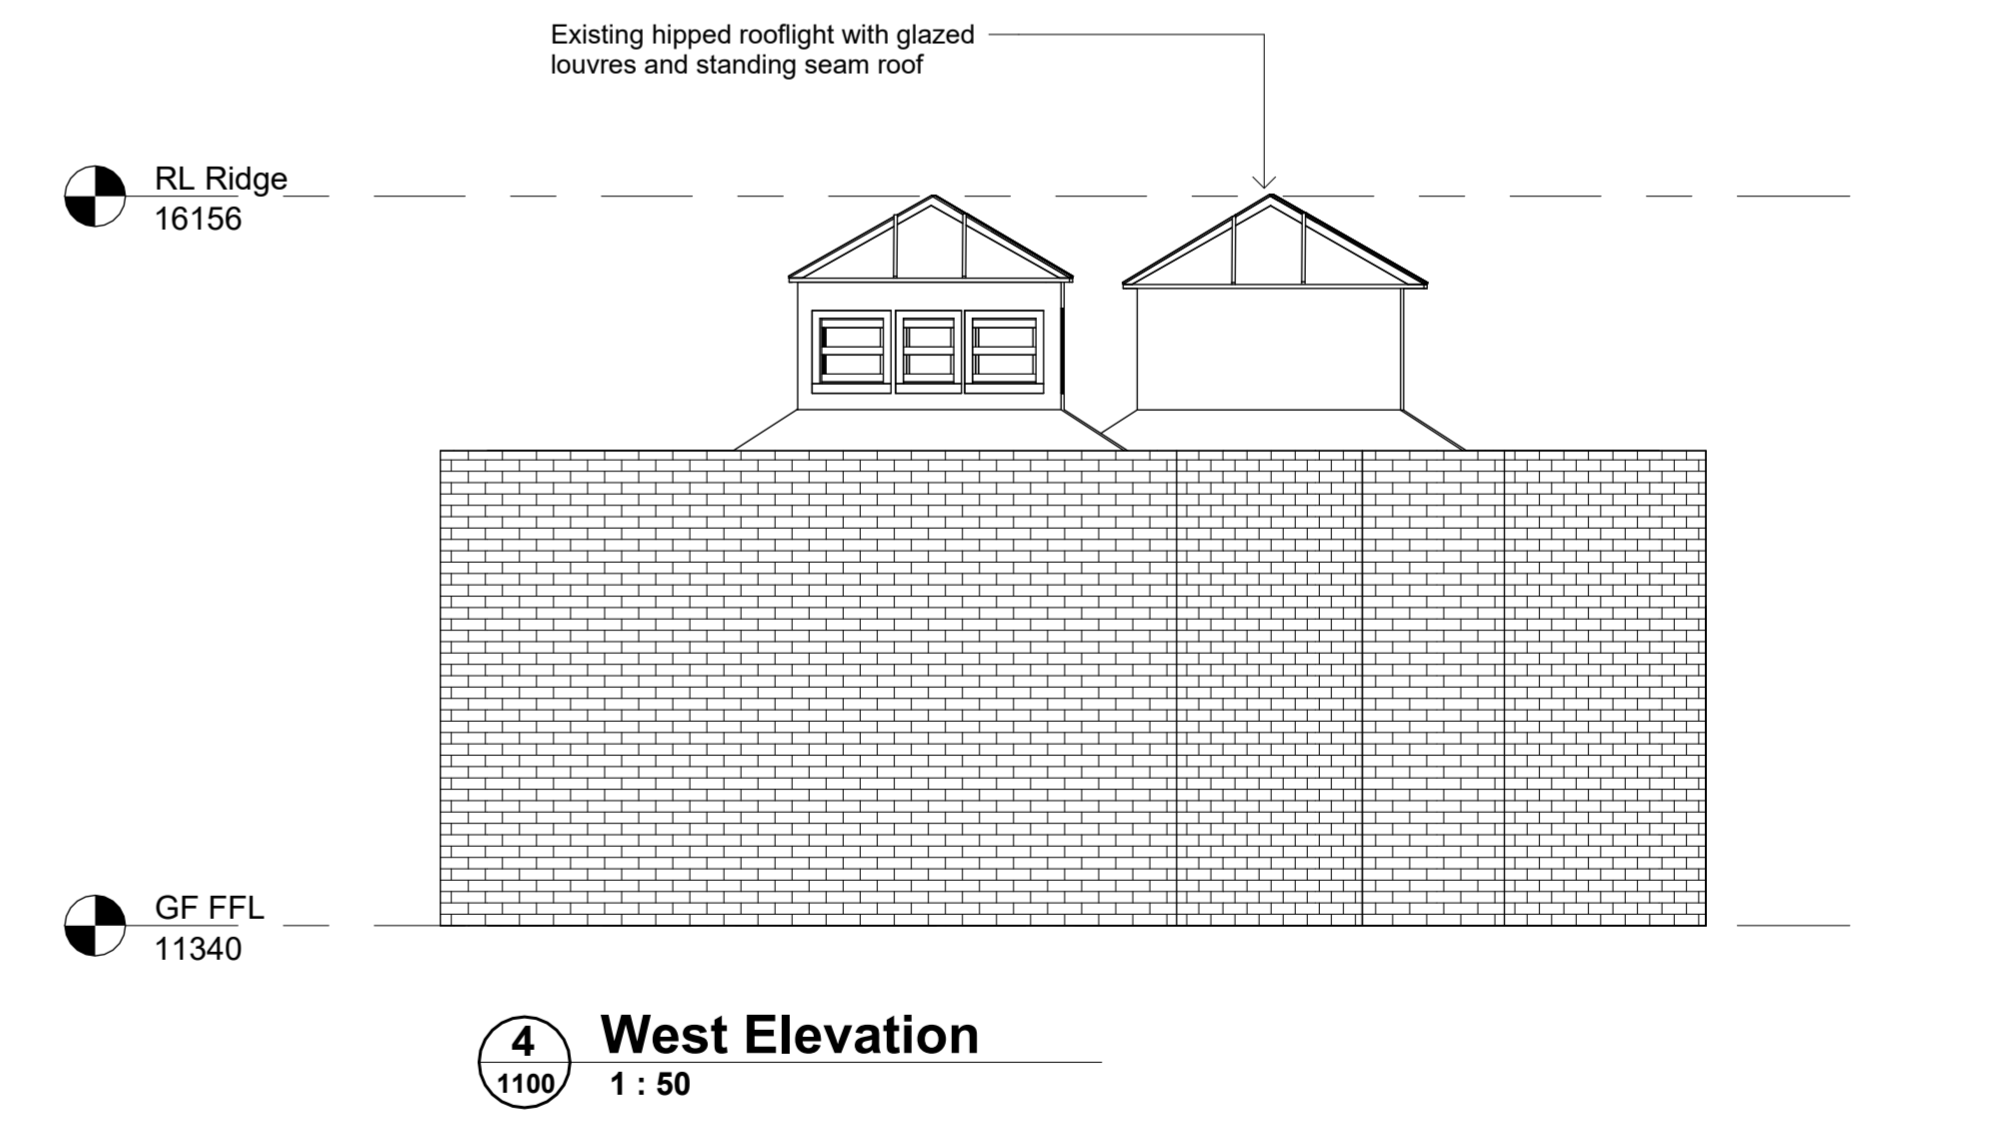 Existing hipped rooflight with glazed
louvres and standing seam roof
RL Ridge
16156
GF FFL
11340
4
1100
West Elevation
1 : 50